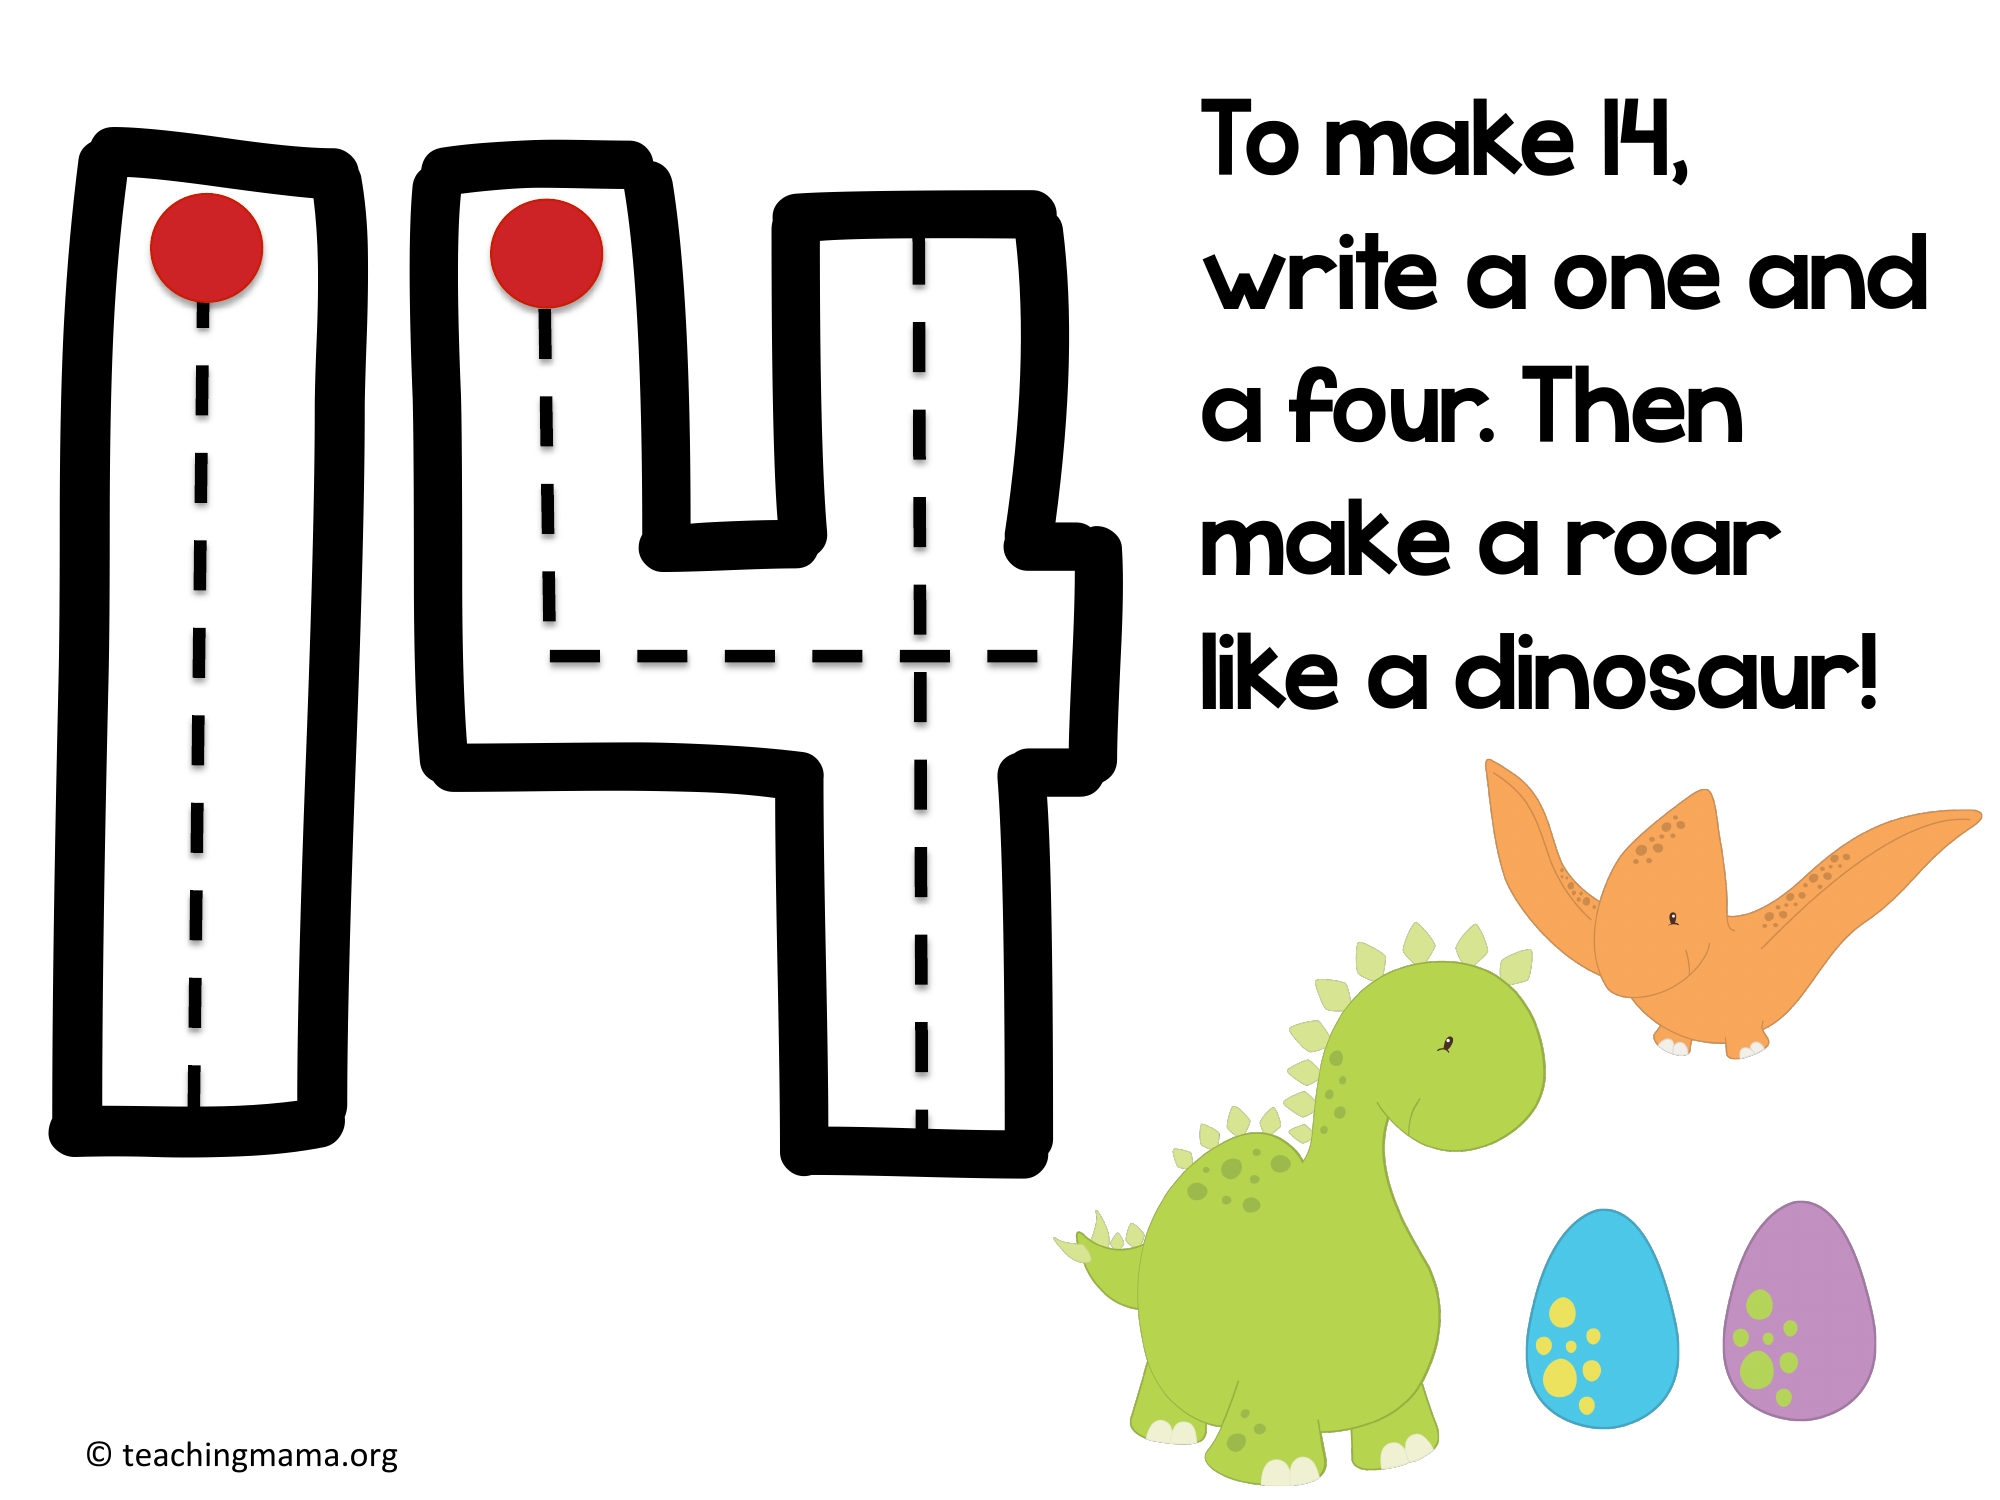 14
To make 14,
write a one and
a four. Then
make a roar
like a dinosaur!
© teachingmama.org